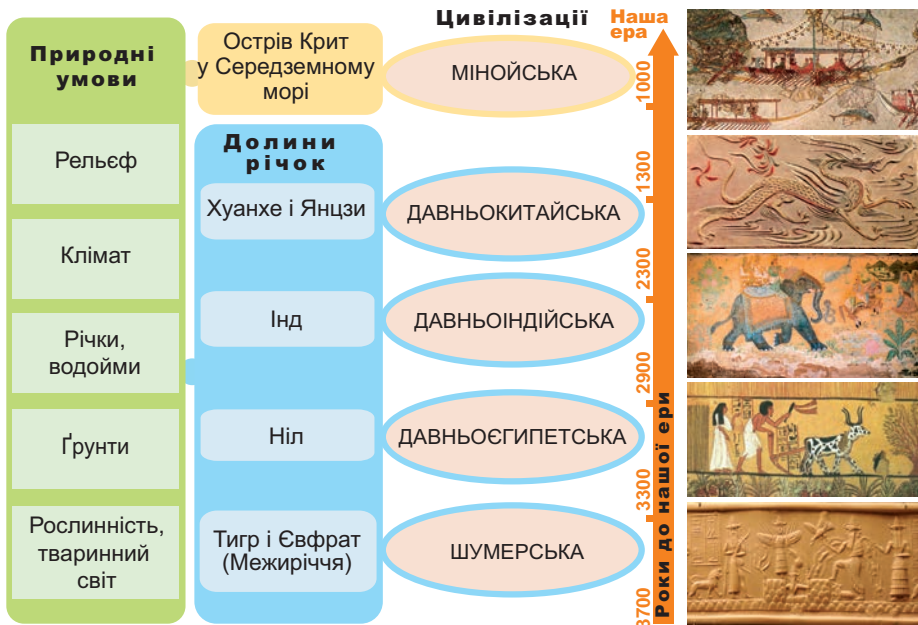 Природні
умови
Рельєф
Клімат
Річки,
водойми
Ґрунти
Рослинність,
тваринний
світ
Острів Крит
у Середземному
морі
Долини
річок
Хуанхе і Янцзи
Інд
Ніл
Тигр і Євфрат
(Межиріччя)
Цивілізації
МІНОЙСЬКА
ДАВНЬОКИТАЙСЬКА
ДАВНЬОІНДІЙСЬКА
ДАВНЬОЄГИПЕТСЬКА
ШУМЕРСЬКА
Наша
ера
1000
1300
2300
2900
3300
3700
Роки до нашої ери